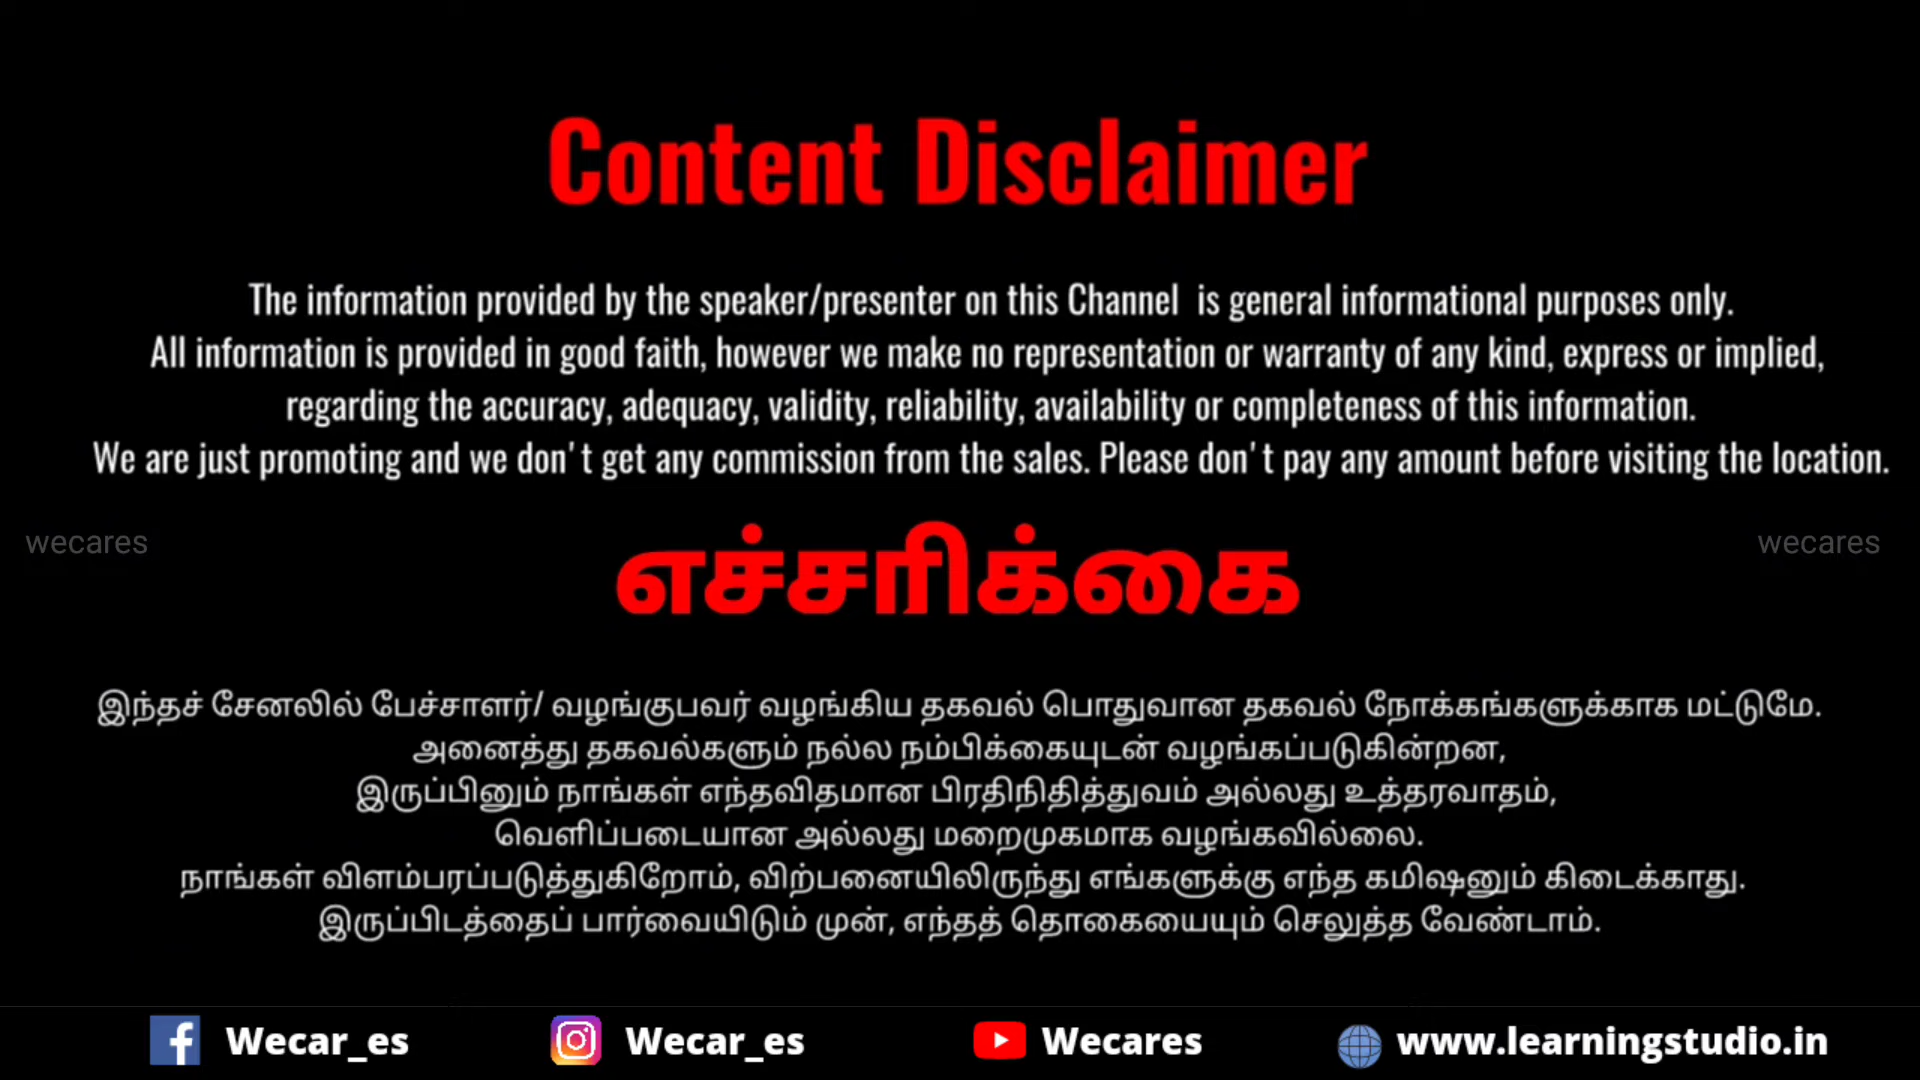 Content Disclaimer
The information provided by the speaker/presenter on this Channel is general informational purposes only.
All information is provided in good faith, however we make no representation or warranty of any kind, express or implied,
regarding the accuracy, adequacy, validity, reliability, availability or completeness of this information.
We are just promoting and we don't get any commission from the sales. Please don't pay any amount before visiting the location.
wecares
wecares
எச்சரிக்கை
இந்தச் சேனலில் பேச்சாளர்/ வழங்குபவர் வழங்கிய தகவல் பொதுவான தகவல் நோக்கங்களுக்காக மட்டுமே.
அனைத்து தகவல்களும் நல்ல நம்பிக்கையுடன் வழங்கப்படுகின்றன,
இருப்பினும் நாங்கள் எந்தவிதமான பிரதிநிதித்துவம் அல்லது உத்தரவாதம்,
வெளிப்படையான அல்லது மறைமுகமாக வழங்கவில்லை.
நாங்கள் விளம்பரப்படுத்துகிறோம், விற்பனையிலிருந்து எங்களுக்கு எந்த கமிஷனும் கிடைக்காது.
இருப்பிடத்தைப் பார்வையிடும் முன், எந்தத் தொகையையும் செலுத்த வேண்டாம்.
Wecar_es
Wecar_es
Wecares
www.learningstudio.in